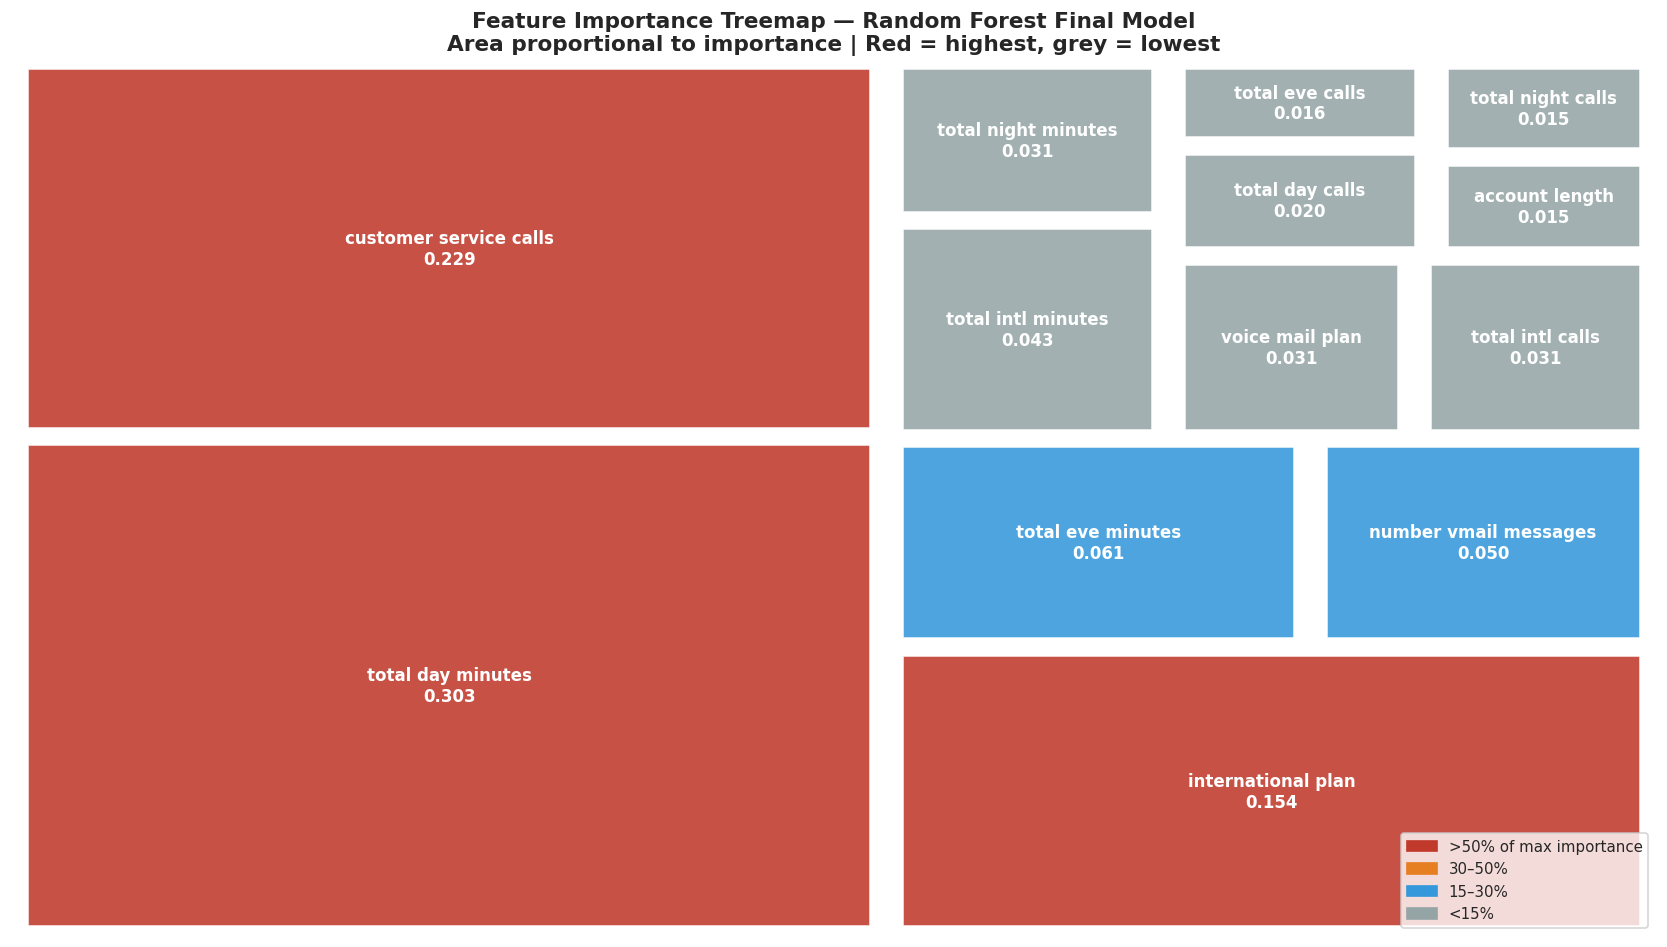 Feature Importance Treemap — Random Forest Final Model
Area proportional to importance | Red = highest, grey = lowest
customer service calls
0.229
total day minutes
0.303
total night minutes
0.031
total intl minutes
0.043
total eve calls
0.016
total day calls
0.020
total night calls
0.015
account length
0.015
voice mail plan
0.031
total intl calls
0.031
total eve minutes
0.061
number vmail messages
0.050
international plan
0.154
>50% of max importance
30–50%
15–30%
<15%